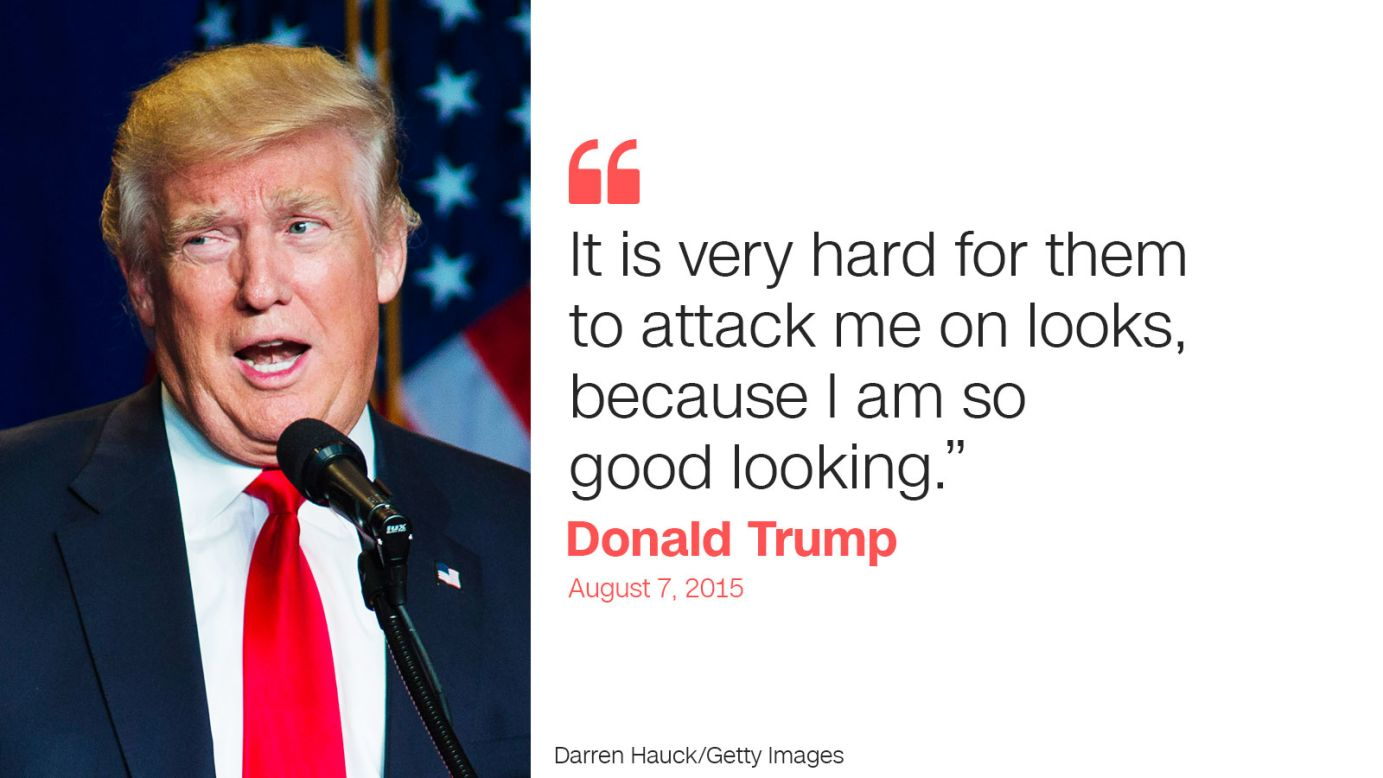 “
It is very hard for them
to attack me on looks,
because I am so
good looking.”
Donald Trump
August 7, 2015
Darren Hauck/Getty Images